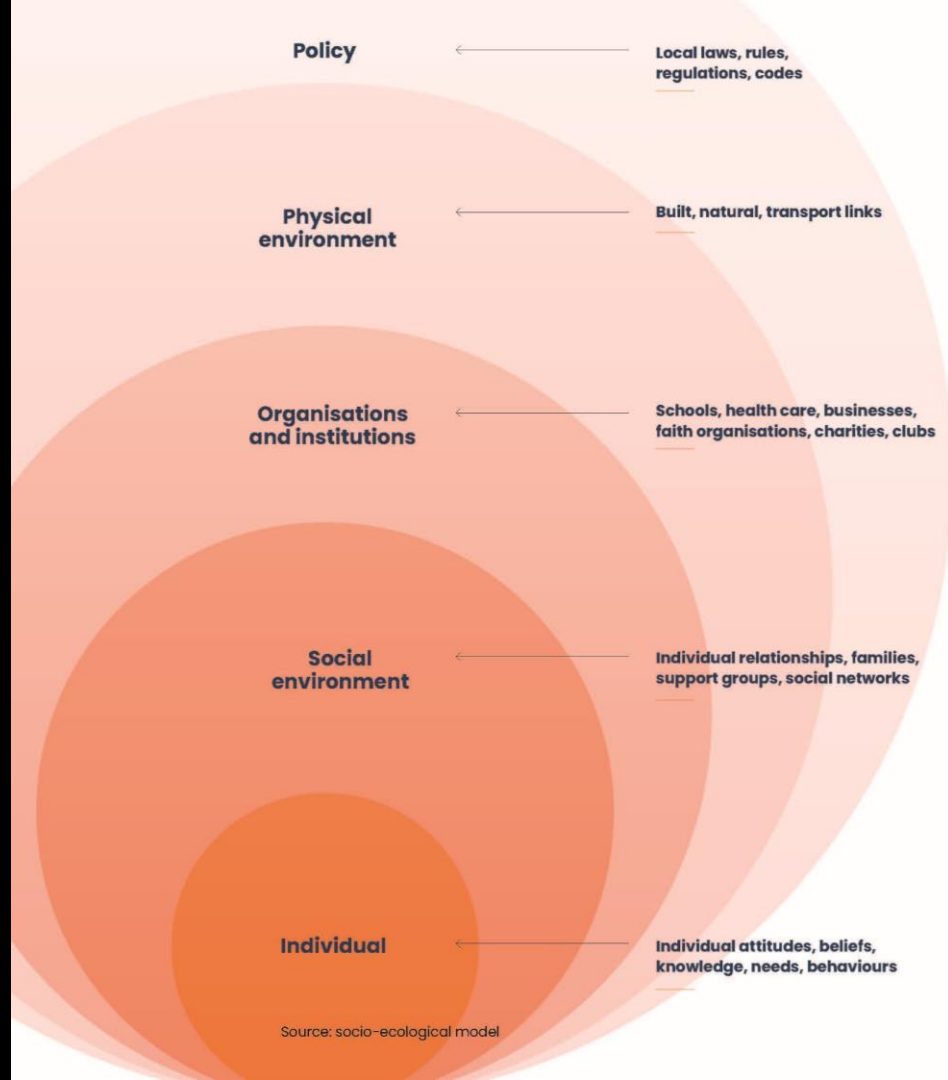 Policy
Local laws, rules,
regulations, codes
Physical
environment
Built, natural, transport links
Organisations
and institutions
Schools, health care, businesses,
faith organisations, charities, clubs
Social
environment
Individual relationships, families,
support groups, social networks
Individual
Individual attitudes, beliefs,
knowledge, needs, behaviours
Source: socio-ecological model